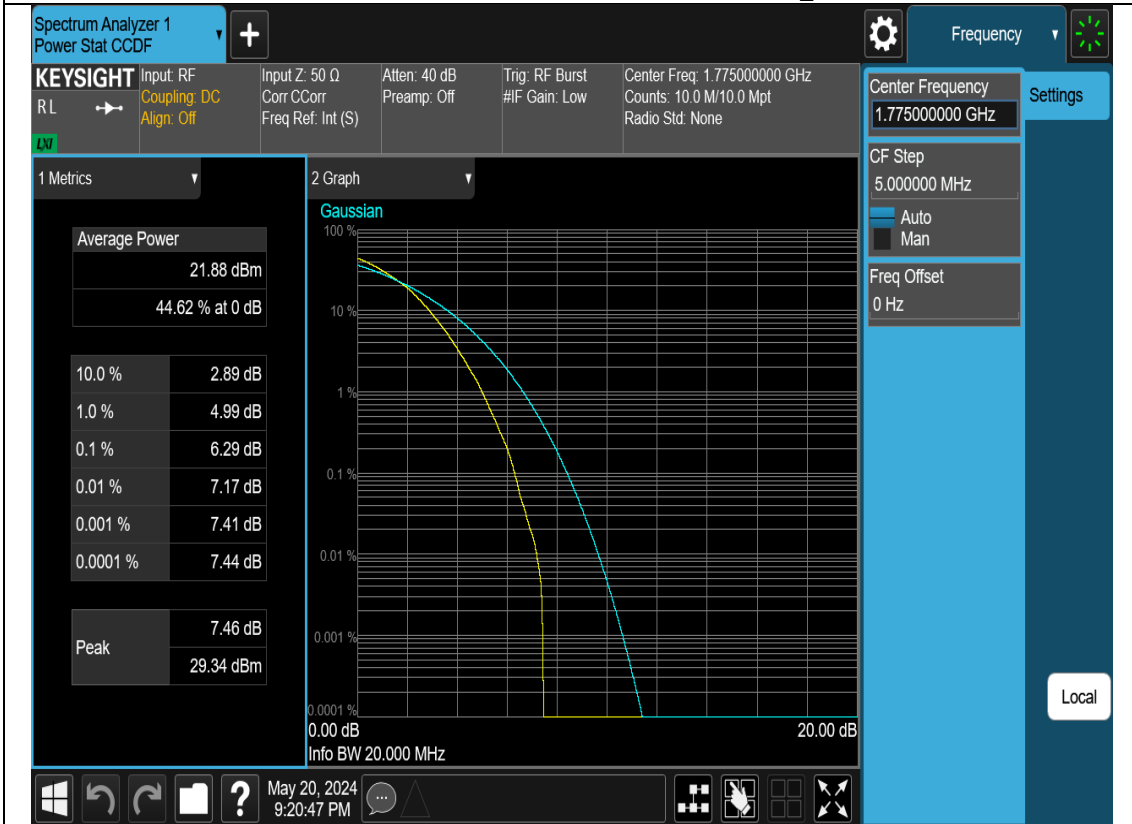 Spectrum Analyzer 1
Power Stat CCDF
Frequency
KEYSIGHT
RL
LXI
Input: RF
Coupling: DC
Align: Off
Input Z: 50 Ω
Corr CCorr
Freq Ref: Int (S)
Atten: 40 dB
Preamp: Off
Trig: RF Burst
#IF Gain: Low
Center Freq: 1.775000000 GHz
Counts: 10.0 M/10.0 Mpt
Radio Std: None
Center Frequency
1.775000000 GHz
Settings
CF Step
5.000000 MHz
Auto
Man
Freq Offset
0 Hz
Local
1 Metrics
Average Power
21.88 dBm
44.62 % at 0 dB
10.0 % 2.89 dB
1.0 % 4.99 dB
0.1 % 6.29 dB
0.01 % 7.17 dB
0.001 % 7.41 dB
0.0001 % 7.44 dB
Peak
7.46 dB
29.34 dBm
2 Graph
Gaussian
100 %
10 %
1 %
0.1 %
0.01 %
0.001 %
0.0001 %
0.00 dB 20.00 dB
Info BW 20.000 MHz
?
May 20, 2024
9:20:47 PM